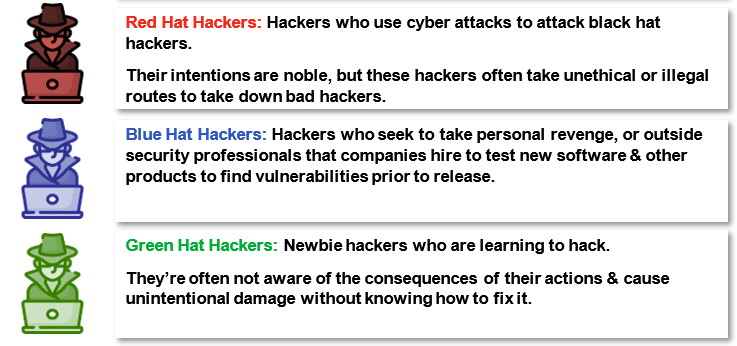 Red Hat Hackers: Hackers who use cyber attacks to attack black hat
hackers.
Their intentions are noble, but these hackers often take unethical or illegal
routes to take down bad hackers.
Blue Hat Hackers: Hackers who seek to take personal revenge, or outside
security professionals that companies hire to test new software & other
products to find vulnerabilities prior to release.
Green Hat Hackers: Newbie hackers who are learning to hack.
They’re often not aware of the consequences of their actions & cause
unintentional damage without knowing how to fix it.